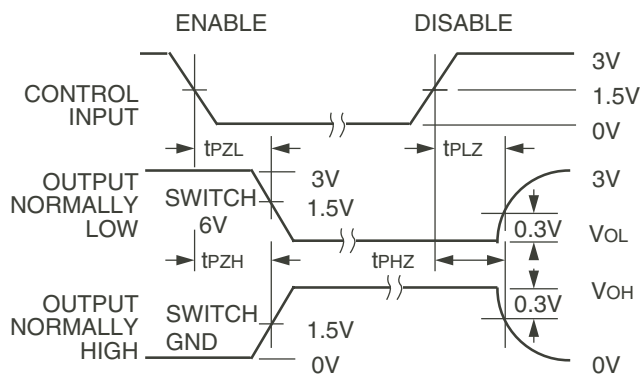 ENABLE
DISABLE
3V
CONTROL
INPUT
1.5V
0V
tPZL
tPLZ
OUTPUT
NORMALLY
LOW
SWITCH
6V
3V
1.5V
3V
0.3V
VOL
tPZH
tPHZ
OUTPUT
NORMALLY
HIGH
SWITCH
GND
1.5V
0V
VOH
0.3V
0V